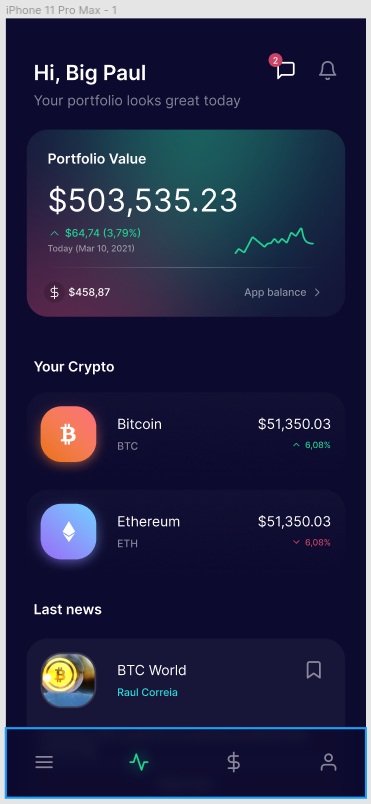 iPhone 11 Pro Max - 1
Hi, Big Paul
2
Your portfolio looks great today
Portfolio Value
$503,535.23
$64,74 (3,79%)
Today (Mar 10, 2021)
$ $458,87 App balance
Your Crypto
Bitcoin $51,350.03
BTC 6,08%
Ethereum $51,350.03
ETH 6,08%
Last news
BTC World
Raul Correia
$